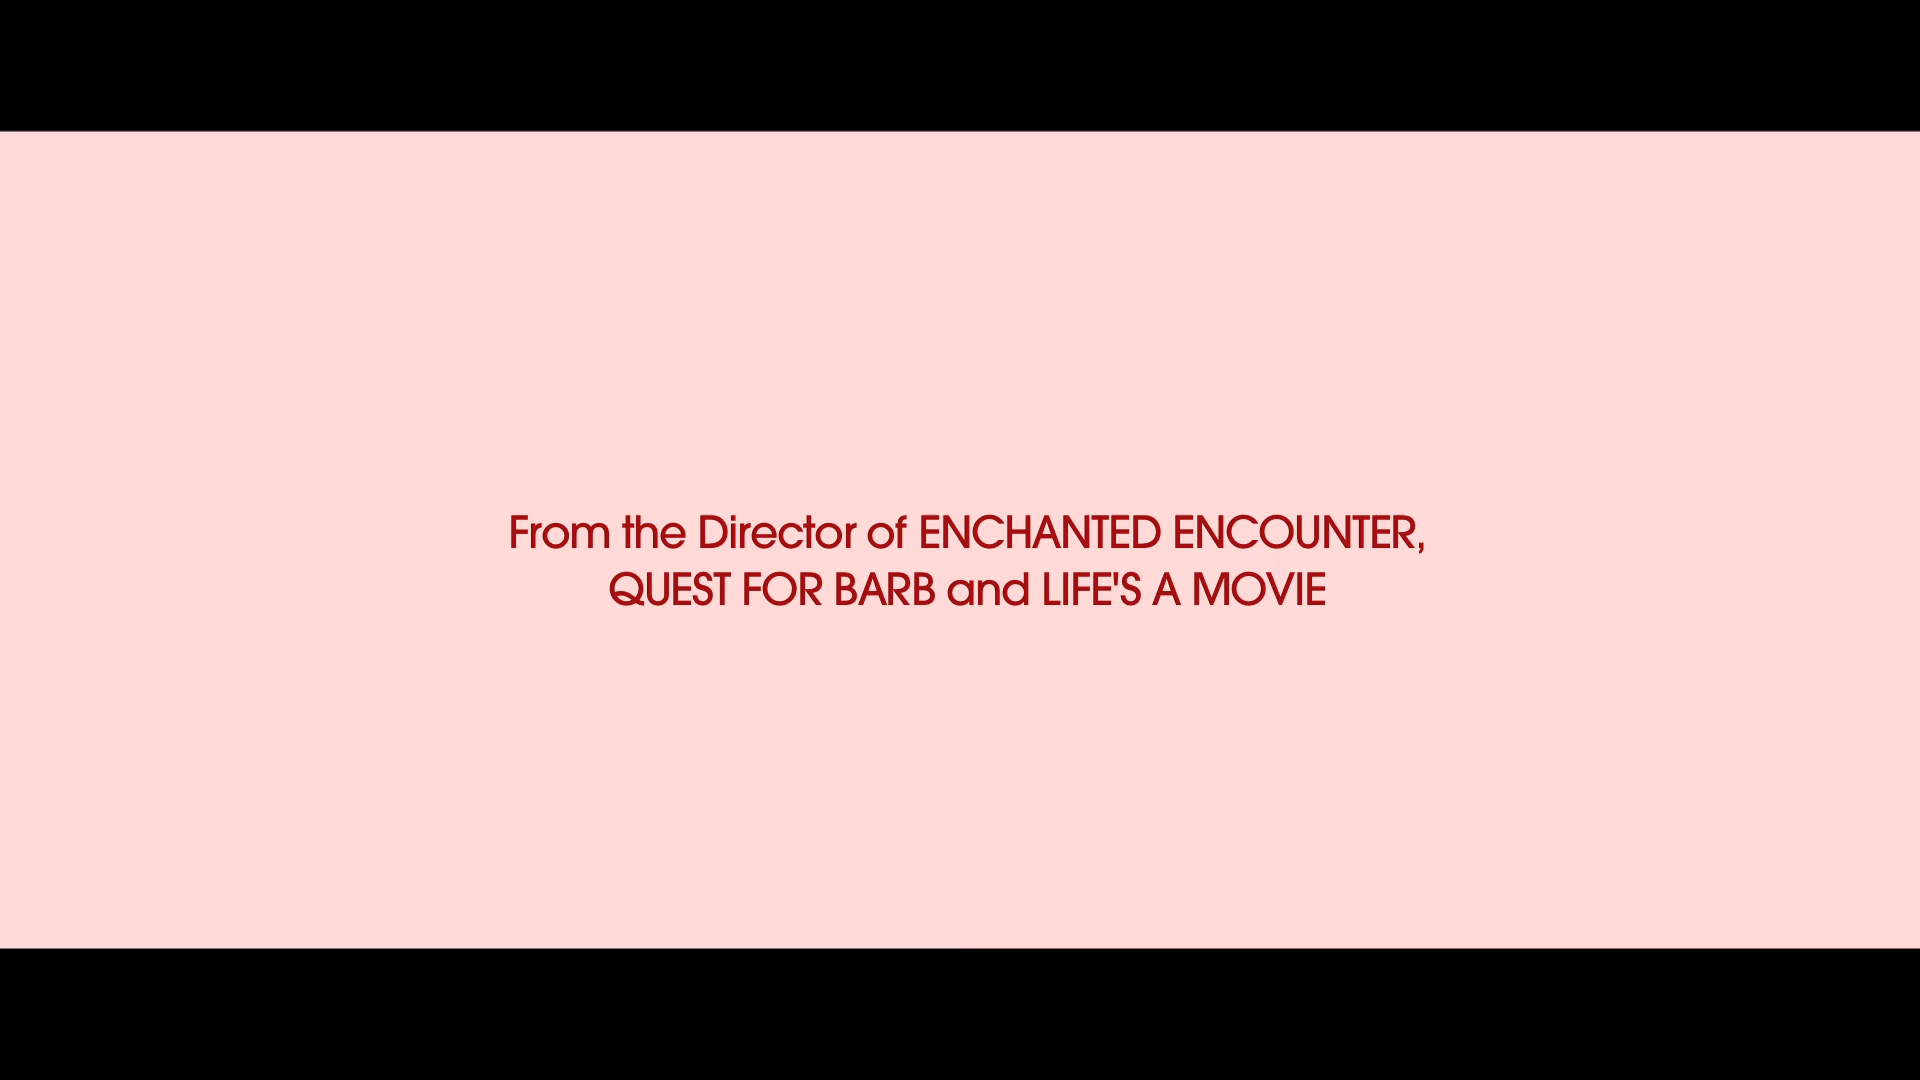 From the Director of ENCHANTED ENCOUNTER,
QUEST FOR BARB and LIFE'S A MOVIE